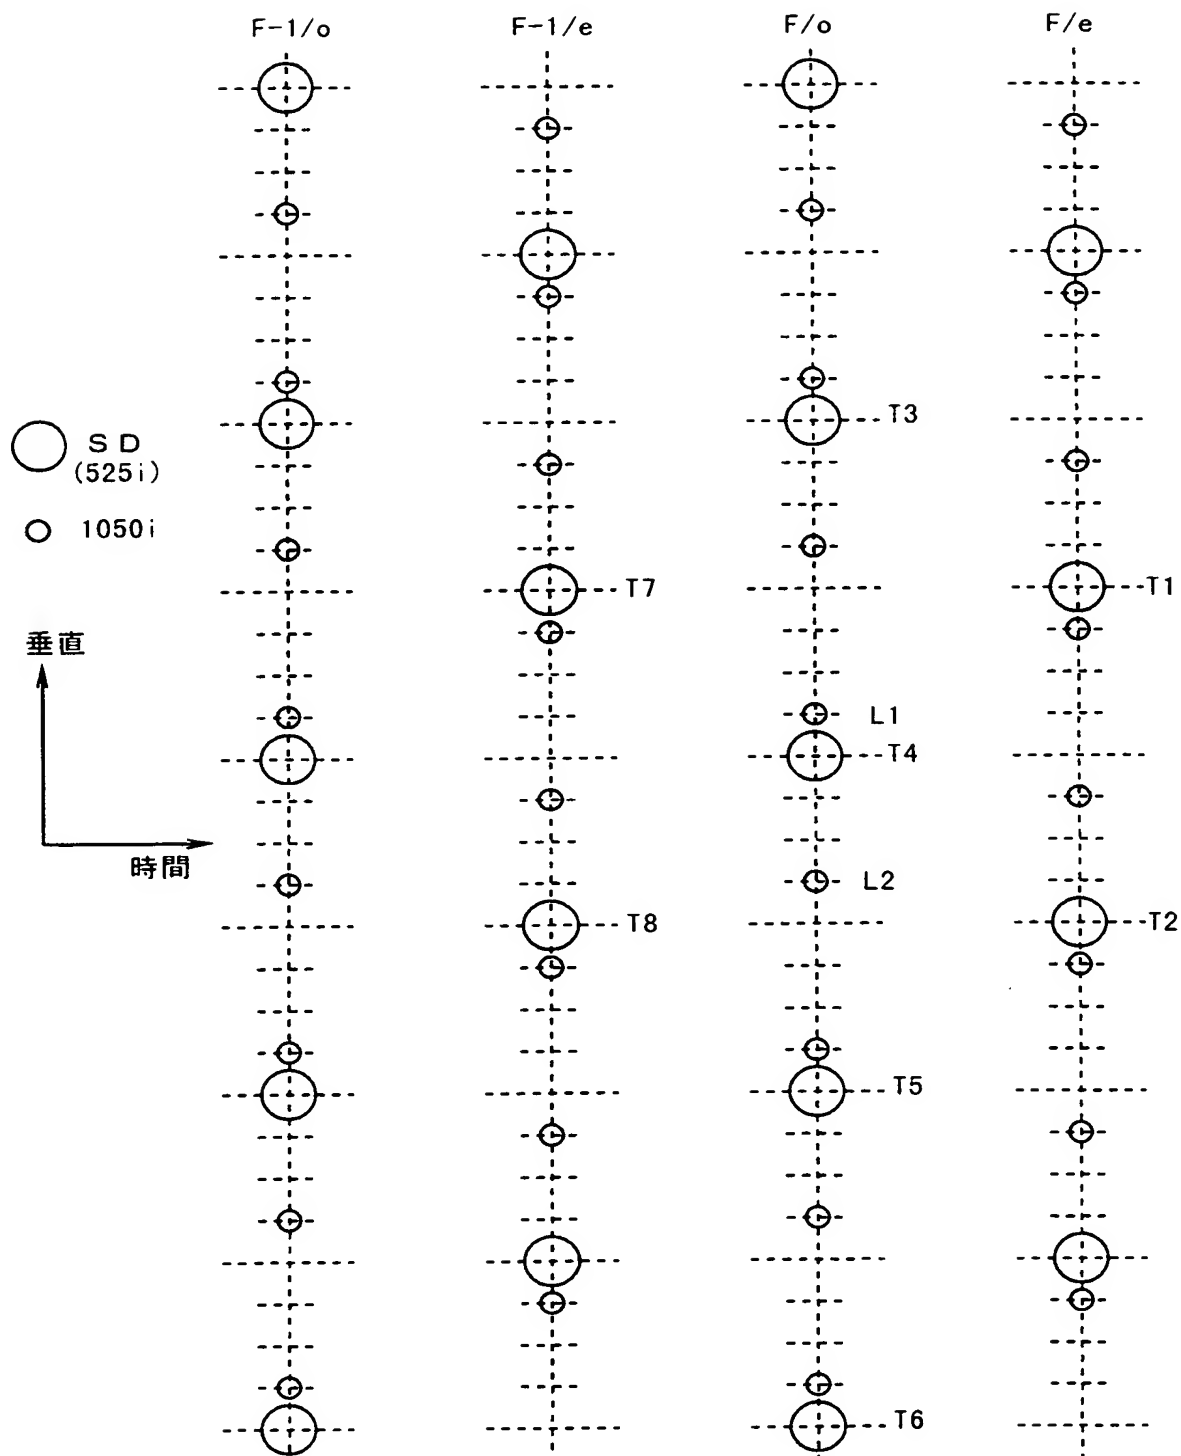 F-1/o F-1/e F/o F/e
T3
SD
(525i)
1050i
T7 T1
垂直
L1
T4
時間
L2
T8 T2
T5
T6